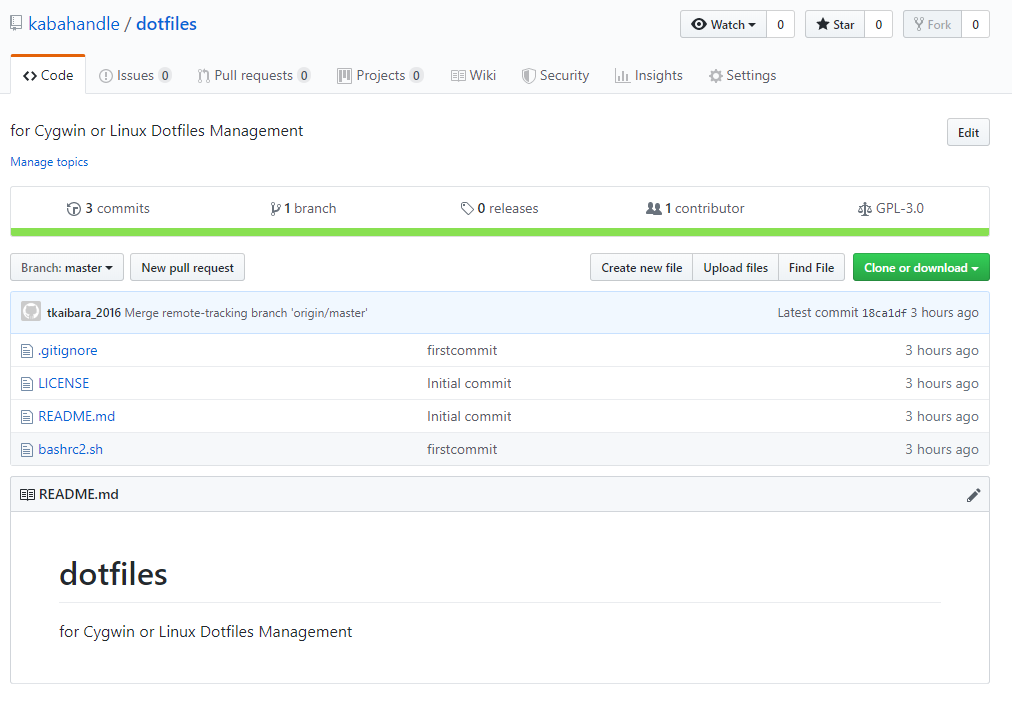 kabahandle / dotfiles Watch 0 Star 0 Fork 0
Code Issues 0 Pull requests 0 Projects 0 Wiki Security Insights Settings
for Cygwin or Linux Dotfiles Management Edit
Manage topics
3 commits 1 branch 0 releases 1 contributor GPL-3.0
Branch: master New pull request Create new file Upload files Find File Clone or download
tkaibara_2016 Merge remote-tracking branch 'origin/master' Latest commit 18ca1df 3 hours ago
.gitignore firstcommit 3 hours ago
LICENSE Initial commit 3 hours ago
README.md Initial commit 3 hours ago
bashrc2.sh firstcommit 3 hours ago
README.md
dotfiles
for Cygwin or Linux Dotfiles Management